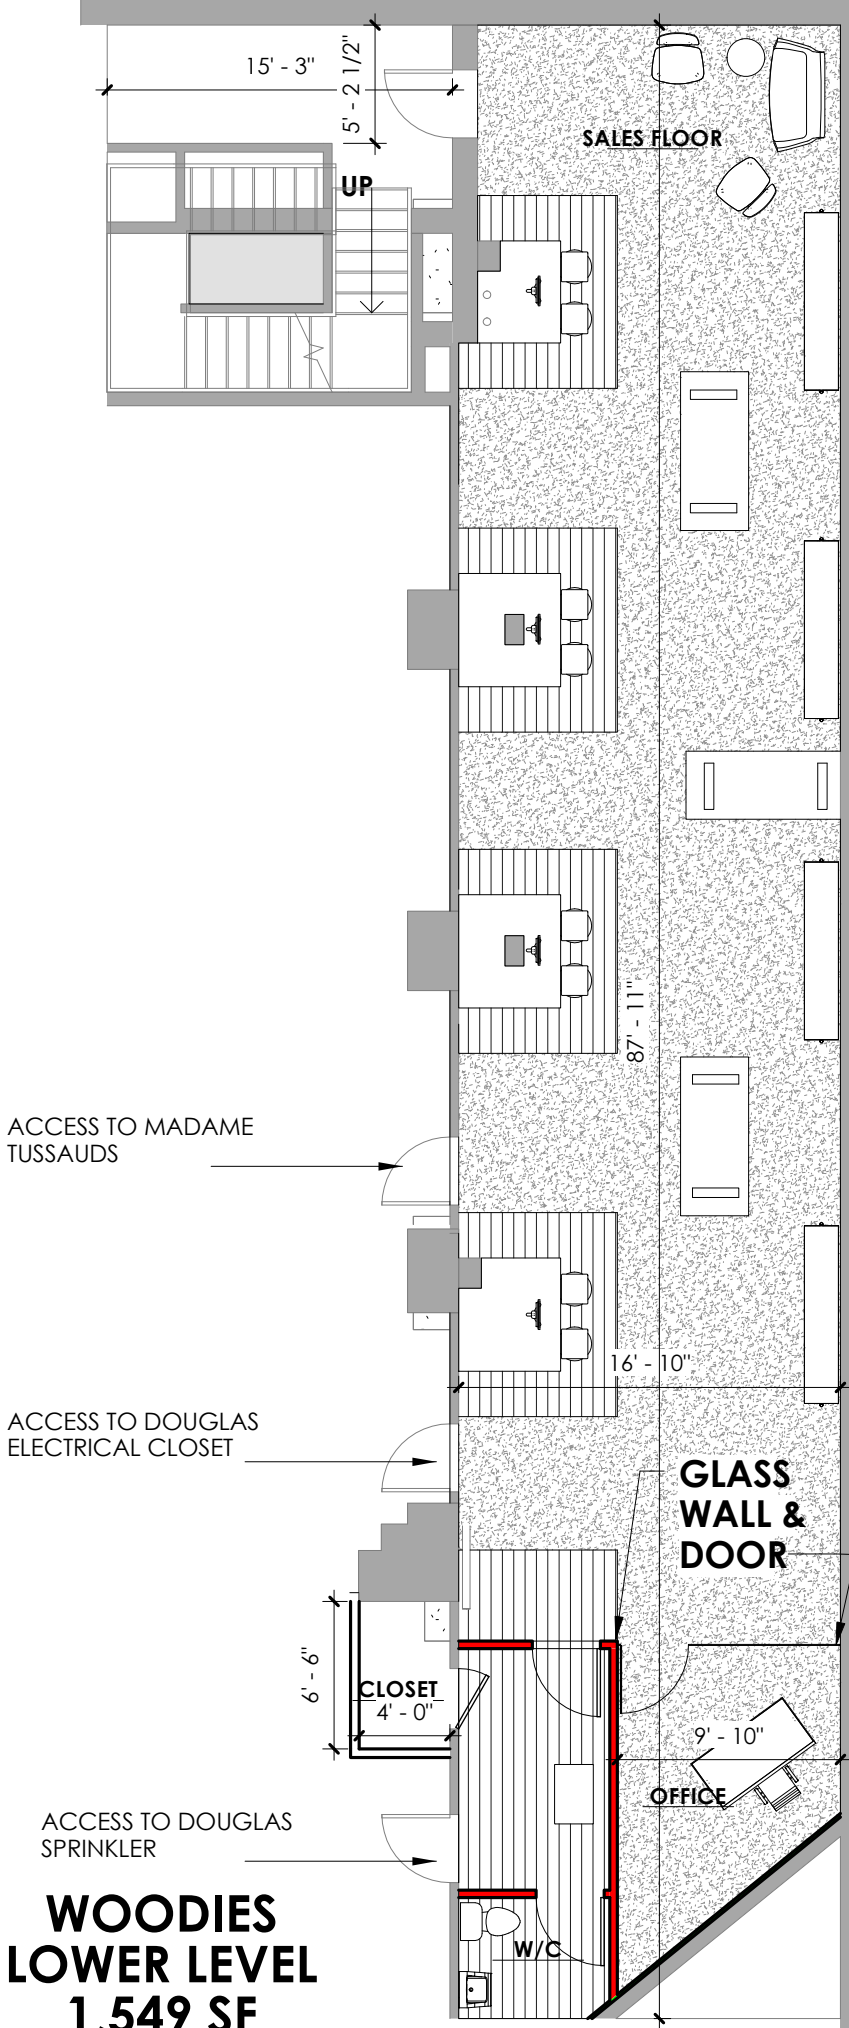 15' - 3"
5' - 2 1/2"
SALES FLOOR
UP
87' - 11"
ACCESS TO MADAME
TUSSAUDS
16' - 10"
ACCESS TO DOUGLAS
ELECTRICAL CLOSET
GLASS
WALL &
DOOR
6' - 6"
CLOSET
4' - 0"
9' - 10"
OFFICE
ACCESS TO DOUGLAS
SPRINKLER
WOODIES
LOWER LEVEL
1,549 SF
W/C